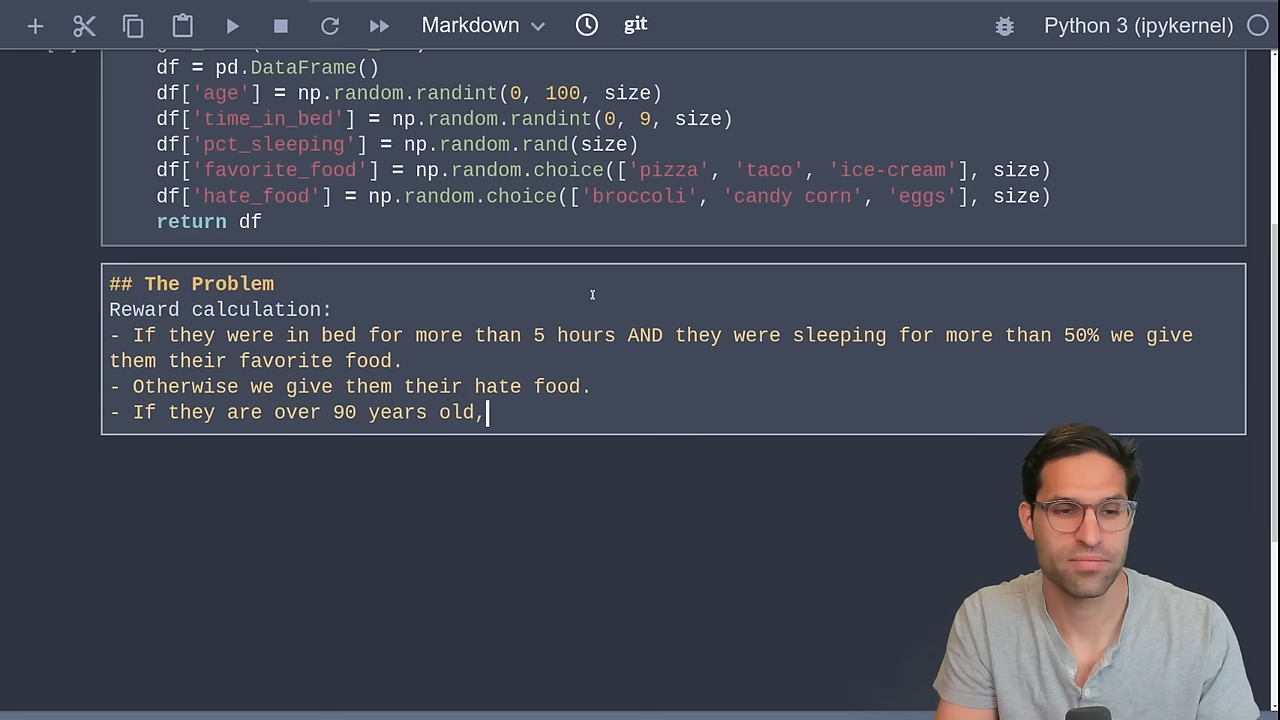 Markdown
git
Python 3 (ipykernel)
df = pd.DataFrame()
df['age'] = np.random.randint(0, 100, size)
df['time_in_bed'] = np.random.randint(0, 9, size)
df['pct_sleeping'] = np.random.rand(size)
df['favorite_food'] = np.random.choice(['pizza', 'taco', 'ice-cream'], size)
df['hate_food'] = np.random.choice(['broccoli', 'candy corn', 'eggs'], size)
return df
## The Problem
Reward calculation:
- If they were in bed for more than 5 hours AND they were sleeping for more than 50% we give
them their favorite food.
- Otherwise we give them their hate food.
- If they are over 90 years old,